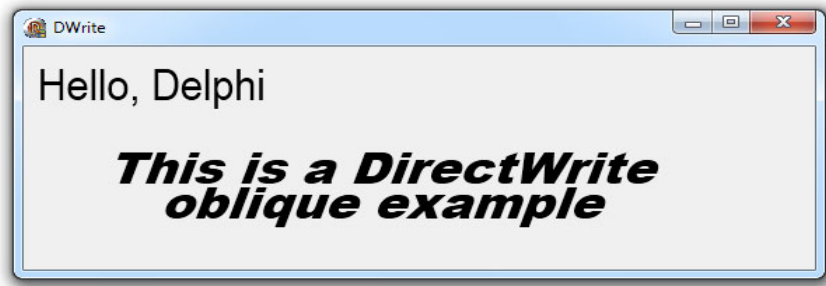 DWrite
Hello, Delphi
This is a DirectWrite
oblique example